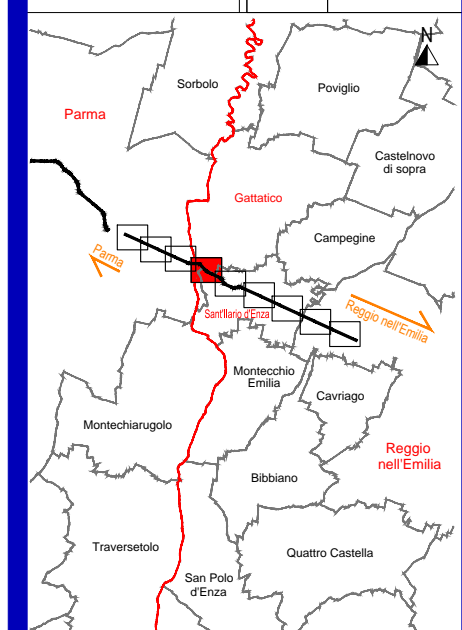 N
Sorbolo
Poviglio
Parma
Castelnovo
di sopra
Gattatico
Campegine
Parma
Reggio nell'Emilia
Sant'Ilario d'Enza
Montecchio
Emilia
Cavriago
Montechiarugolo
Reggio
nell'Emilia
Bibbiano
Traversetolo
Quattro Castella
San Polo
d'Enza